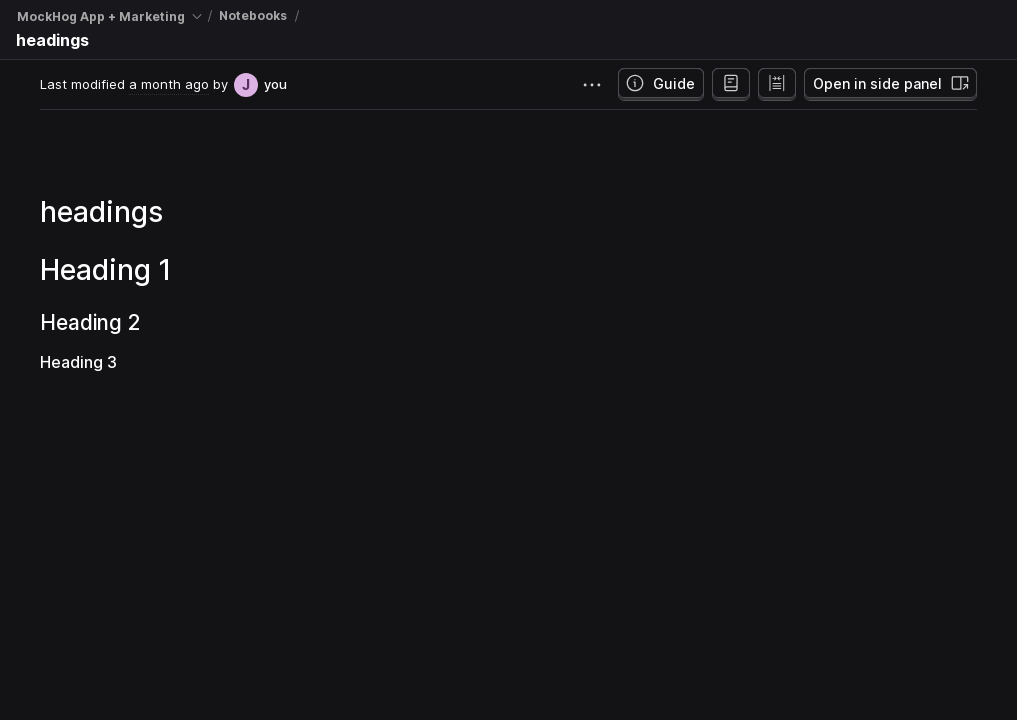 MockHog App + Marketing / Notebooks /
headings
Last modified a month ago by J you
Guide
Open in side panel
headings
Heading 1
Heading 2
Heading 3